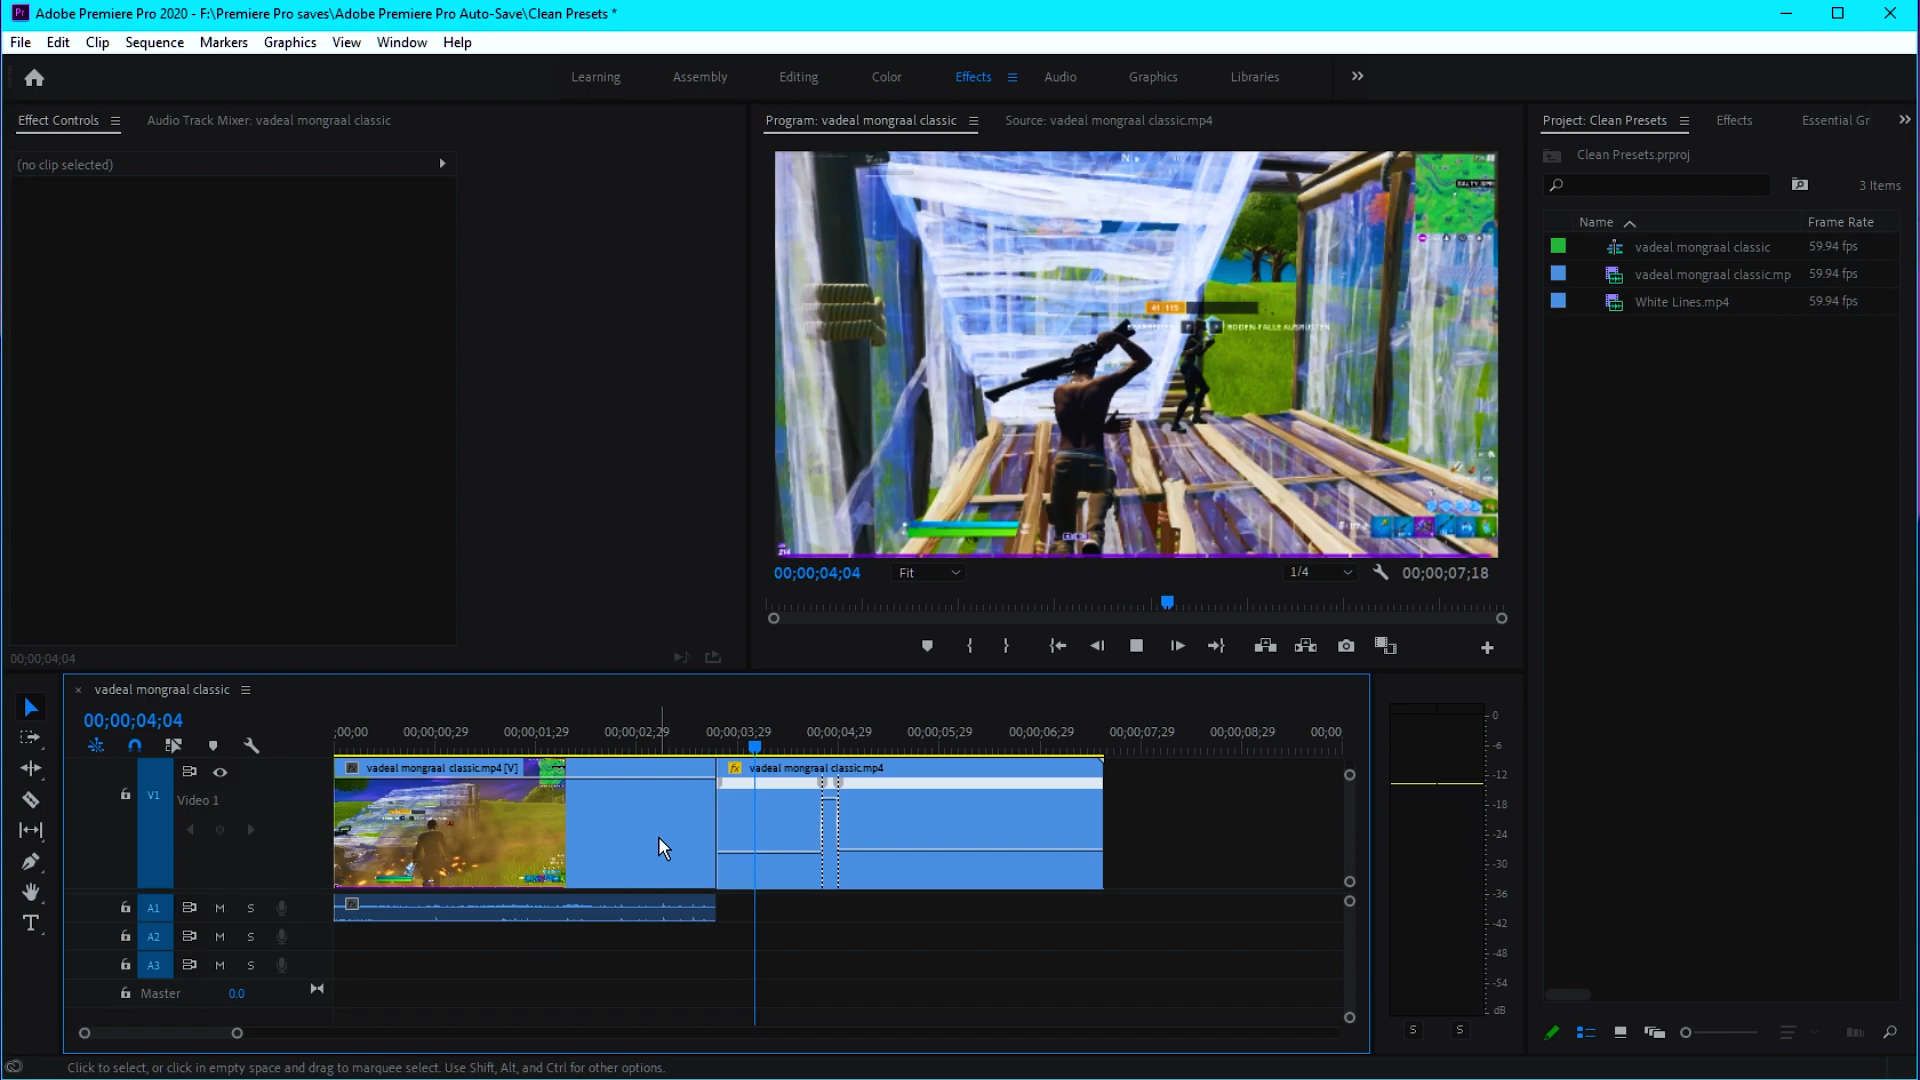 Adobe Premiere Pro 2020 - F:\Premiere Pro saves\Adobe Premiere Pro Auto-Save\Clean Presets *
File Edit Clip Sequence Markers Graphics View Window Help
Learning Assembly Editing Color Effects Audio Graphics Libraries
Effect Controls Audio Track Mixer: vadeal mongraal classic
(no clip selected)
00;00;04;04
Program: vadeal mongraal classic Source: vadeal mongraal classic.mp4
N
41 115
BODEN-FALLE AUSRÜSTEN
00;00;04;04 Fit 1/4 00;00;07;18
Project: Clean Presets Effects Essential Gr
Clean Presets.prproj
3 Items
Name Frame Rate
vadeal mongraal classic 59.94 fps
vadeal mongraal classic.mp 59.94 fps
White Lines.mp4 59.94 fps
vadeal mongraal classic
00;00;04;04
;00;00 00;00;00;29 00;00;01;29 00;00;02;29 00;00;03;29 00;00;04;29 00;00;05;29 00;00;06;29 00;00;07;29 00;00;08;29 00;00
fx vadeal mongraal classic.mp4 [V] fx vadeal mongraal classic.mp4
V1 Video 1
A1 M S
A2 M S
A3 M S
Master 0.0
0
-6
-12
-18
-24
-30
-36
-42
-48
-54
dB
S S
Click to select, or click in empty space and drag to marquee select. Use Shift, Alt, and Ctrl for other options.